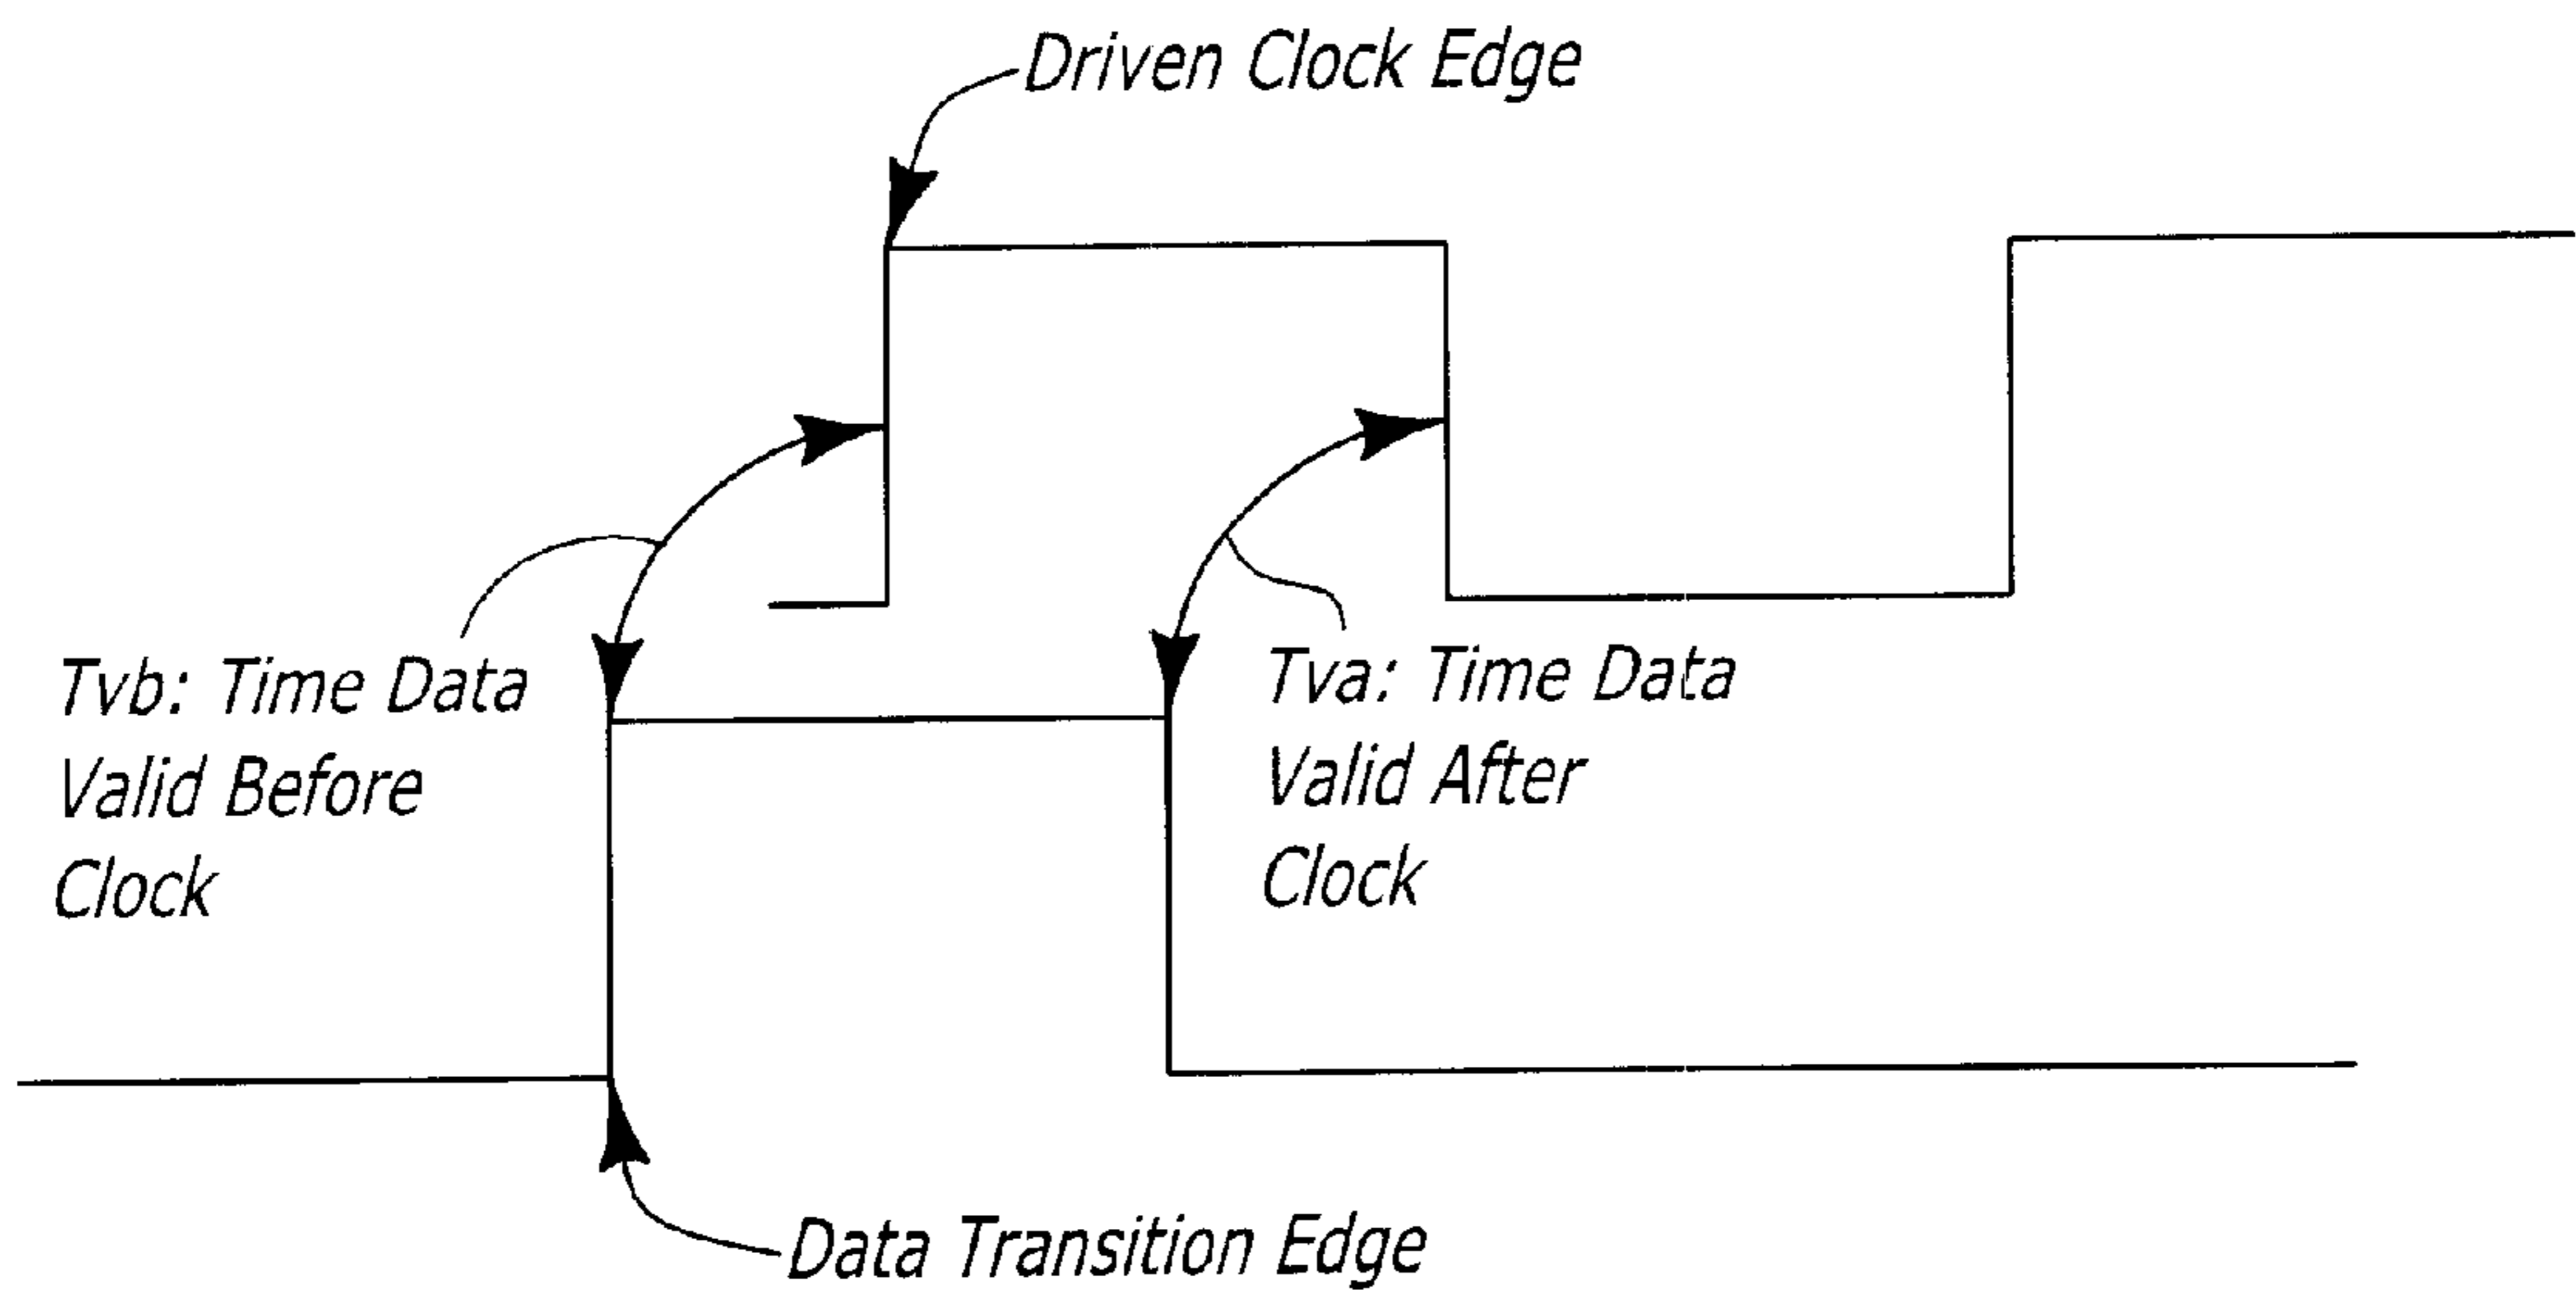 Driven Clock Edge
Tvb: Time Data
Valid Before
Clock
Tva: Time Data
Valid After
Clock
Data Transition Edge